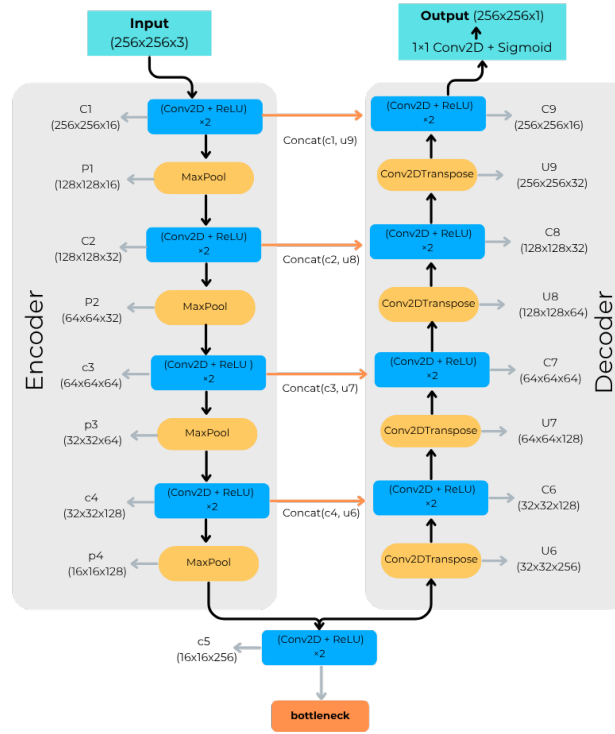 Input
(256x256x3)
Output (256x256x1)
1×1 Conv2D + Sigmoid
Encoder
C1
(256x256x16)
(Conv2D + ReLU)
×2
P1
(128x128x16)
MaxPool
C2
(128x128x32)
(Conv2D + ReLU)
×2
P2
(64x64x32)
MaxPool
c3
(64x64x64)
(Conv2D + ReLU )
×2
p3
(32x32x64)
MaxPool
c4
(32x32x128)
(Conv2D + ReLU)
×2
p4
(16x16x128)
MaxPool
Concat(c1, u9)
Concat(c2, u8)
Concat(c3, u7)
Concat(c4, u6)
(Conv2D + ReLU)
×2
C9
(256x256x16)
Conv2DTranspose
U9
(256x256x32)
(Conv2D + ReLU)
×2
C8
(128x128x32)
Conv2DTranspose
U8
(128x128x64)
(Conv2D + ReLU)
×2
C7
(64x64x64)
Conv2DTranspose
U7
(64x64x128)
(Conv2D + ReLU)
×2
C6
(32x32x128)
Conv2DTranspose
U6
(32x32x256)
Decoder
c5
(16x16x256)
(Conv2D + ReLU)
×2
bottleneck